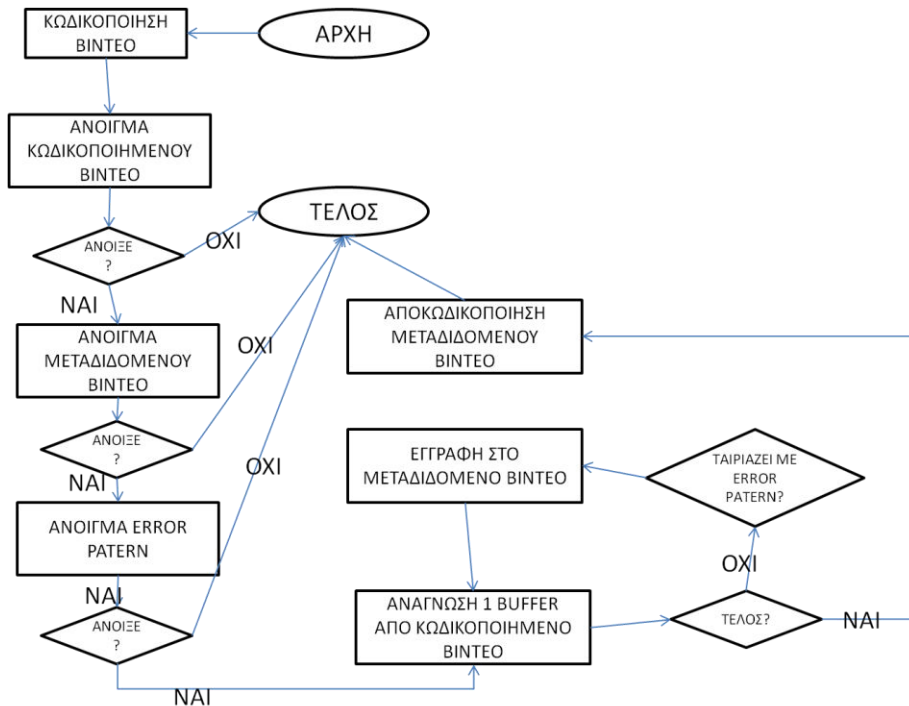 ΚΩΔΙΚΟΠΟΙΗΣΗ
ΒΙΝΤΕΟ
ΑΡΧΗ
ΑΝΟΙΓΜΑ
ΚΩΔΙΚΟΠΟΙΗΜΕΝΟΥ
ΒΙΝΤΕΟ
ΤΕΛΟΣ
ΑΝΟΙΞΕ
?
ΟΧΙ
ΝΑΙ
ΑΝΟΙΓΜΑ
ΜΕΤΑΔΙΔΟΜΕΝΟΥ
ΒΙΝΤΕΟ
ΟΧΙ
ΑΠΟΚΩΔΙΚΟΠΟΙΗΣΗ
ΜΕΤΑΔΙΔΟΜΕΝΟΥ
ΒΙΝΤΕΟ
ΑΝΟΙΞΕ
?
ΝΑΙ
ΟΧΙ
ΕΓΓΡΑΦΗ ΣΤΟ
ΜΕΤΑΔΙΔΟΜΕΝΟ ΒΙΝΤΕΟ
ΤΑΙΡΙΑΖΕΙ ΜΕ
ERROR
PATERN?
ΑΝΟΙΓΜΑ ERROR
PATERN
ΝΑΙ
ΑΝΟΙΞΕ
?
ΝΑΙ
ΑΝΑΓΝΩΣΗ 1 BUFFER
ΑΠΟ ΚΩΔΙΚΟΠΟΙΗΜΕΝΟ
ΒΙΝΤΕΟ
ΟΧΙ
ΤΕΛΟΣ?
ΝΑΙ